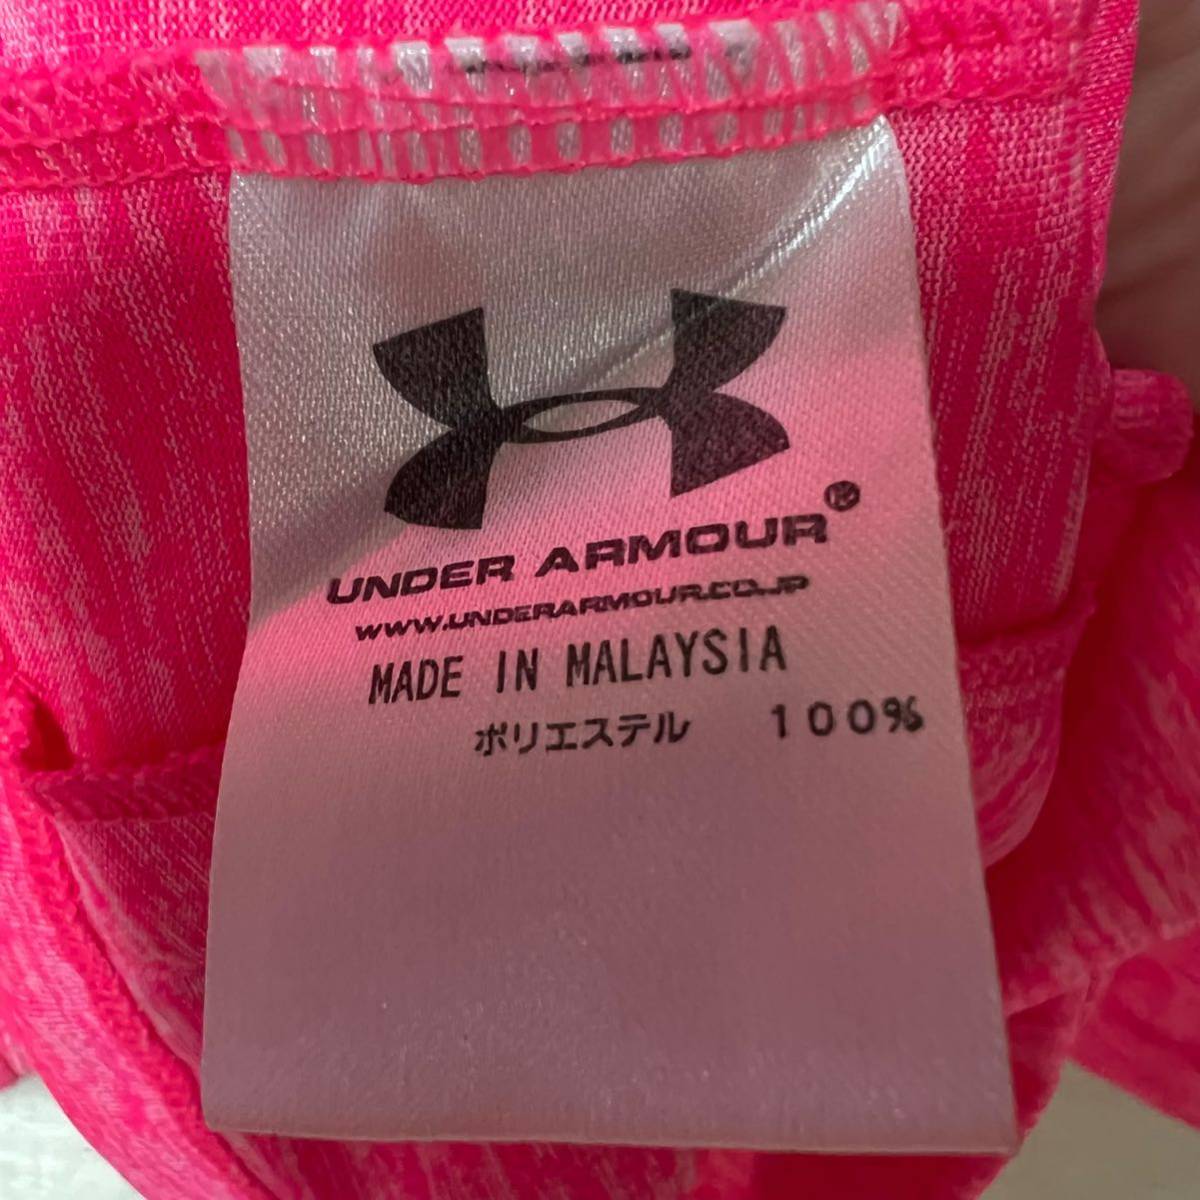 UNDER ARMOUR®
WWW.UNDERARMOUR.CO.JP
MADE IN MALAYSIA
ポリエステル 100%